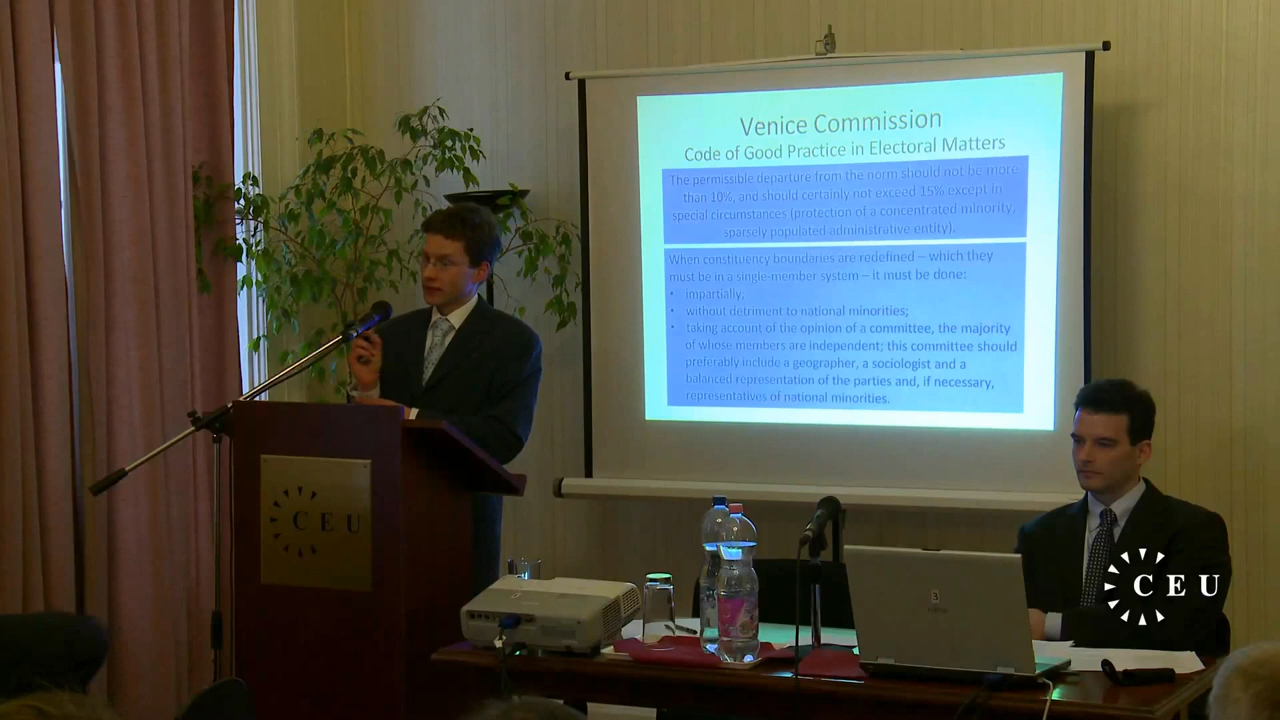 Venice Commission
Code of Good Practice in Electoral Matters
The permissible departure from the norm should not be more
than 10%, and should certainly not exceed 15% except in
special circumstances (protection of a concentrated minority,
sparsely populated administrative entity).
When constituency boundaries are redefined – which they
must be in a single-member system – it must be done:
• impartially;
• without detriment to national minorities;
• taking account of the opinion of a committee, the majority
of whose members are independent; this committee should
preferably include a geographer, a sociologist and a
balanced representation of the parties and, if necessary,
representatives of national minorities.
CEU
3
CEU